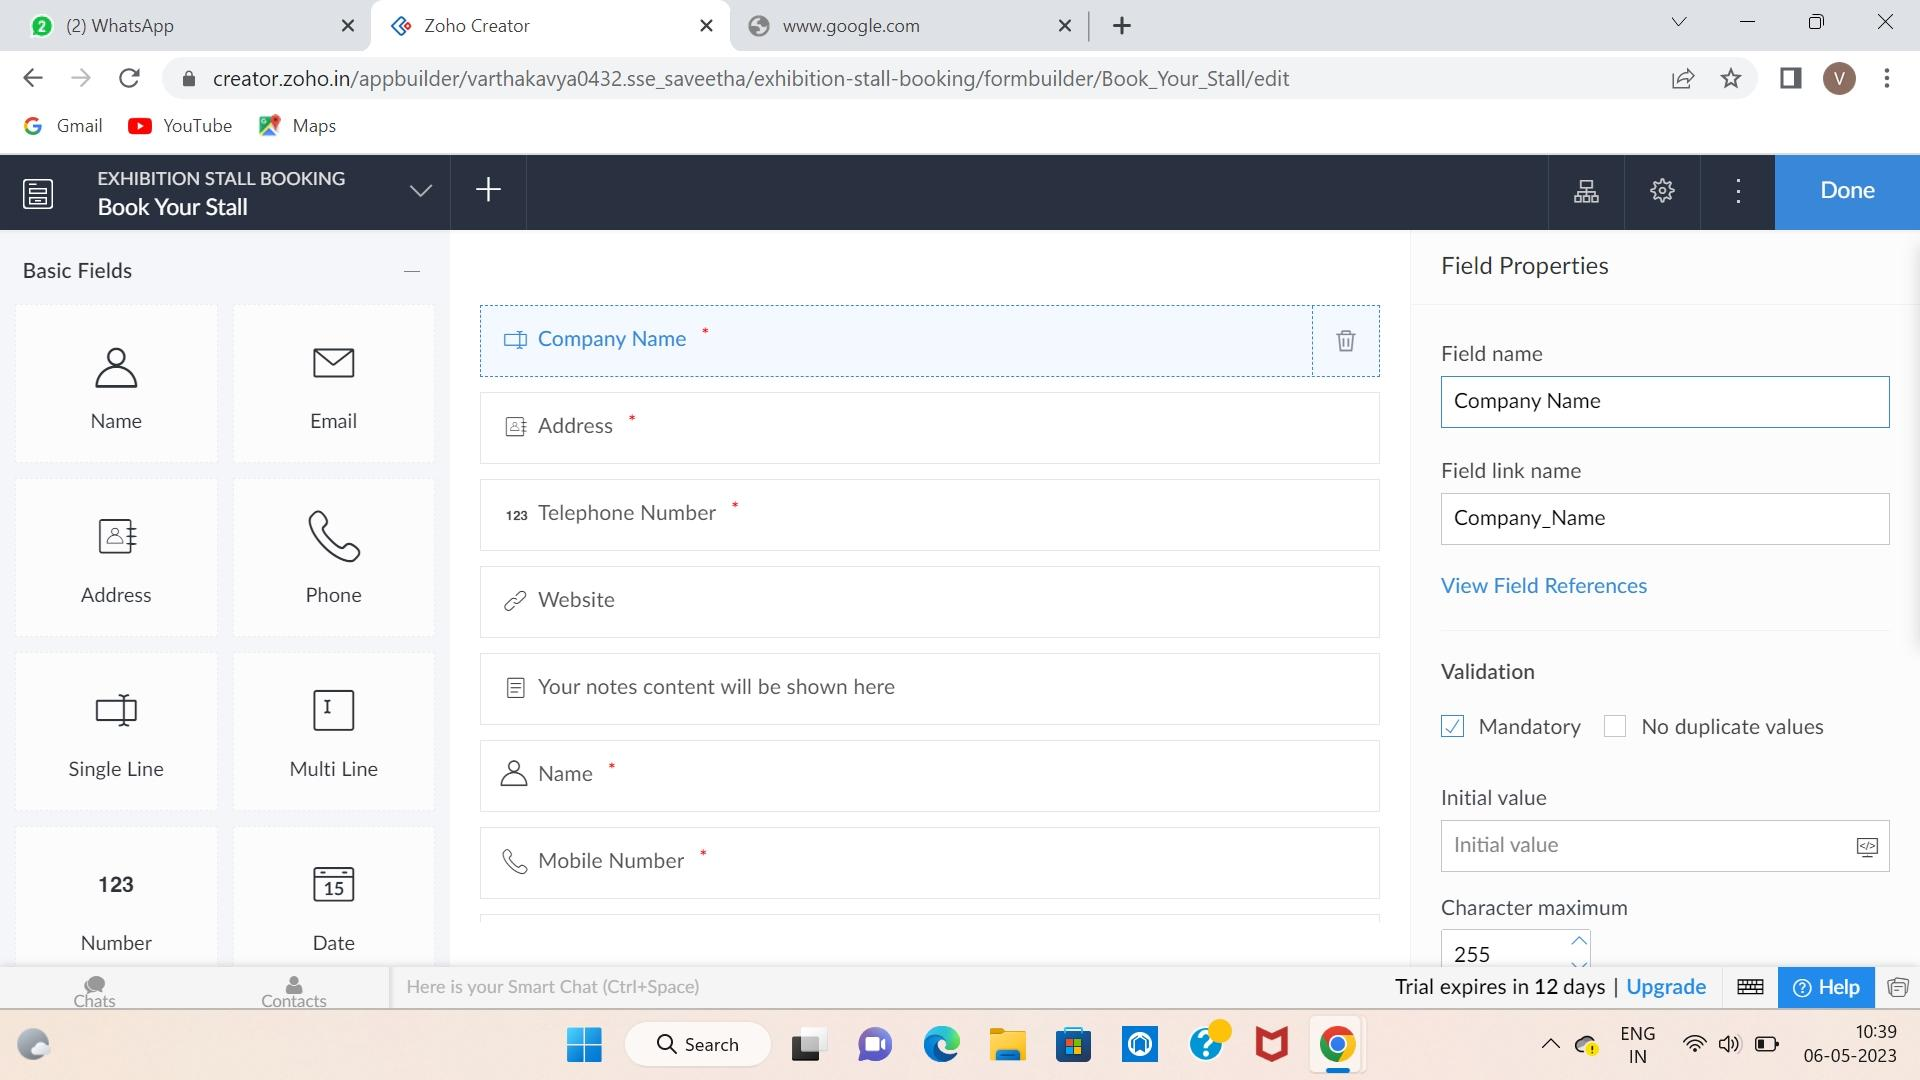 (2) WhatsApp
Zoho Creator
www.google.com
creator.zoho.in/appbuilder/varthakavya0432.sse_saveetha/exhibition-stall-booking/formbuilder/Book_Your_Stall/edit
V
Gmail
YouTube
Maps
EXHIBITION STALL BOOKING
Book Your Stall
Done
Basic Fields
Name
Email
Address
Phone
Single Line
Multi Line
123
Number
15
Date
Company Name *
Address *
123 Telephone Number *
Website
Your notes content will be shown here
Name *
Mobile Number *
Field Properties
Field name
Company Name
Field link name
Company_Name
View Field References
Validation
Mandatory
No duplicate values
Initial value
Initial value
Character maximum
255
Chats
Contacts
Here is your Smart Chat (Ctrl+Space)
Trial expires in 12 days | Upgrade
Help
Search
ENG
IN
10:39
06-05-2023